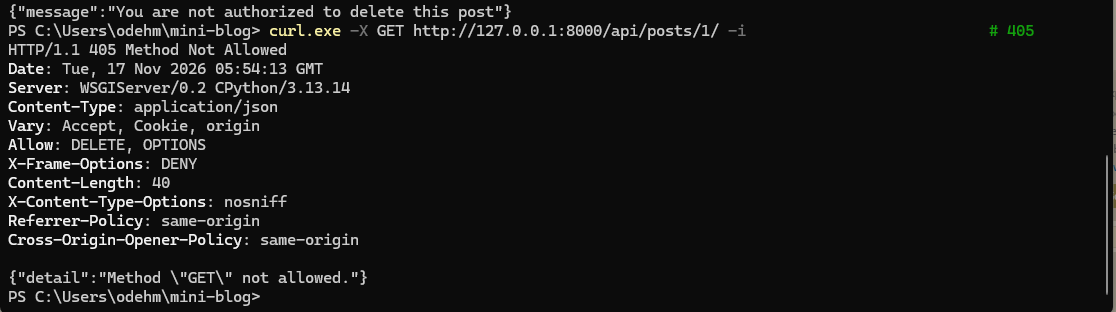 {"message":"You are not authorized to delete this post"}
PS C:\Users\odehm\mini-blog> curl.exe -X GET http://127.0.0.1:8000/api/posts/1/ -i # 405
HTTP/1.1 405 Method Not Allowed
Date: Tue, 17 Nov 2026 05:54:13 GMT
Server: WSGIServer/0.2 CPython/3.13.14
Content-Type: application/json
Vary: Accept, Cookie, origin
Allow: DELETE, OPTIONS
X-Frame-Options: DENY
Content-Length: 40
X-Content-Type-Options: nosniff
Referrer-Policy: same-origin
Cross-Origin-Opener-Policy: same-origin
{"detail":"Method \"GET\" not allowed."}
PS C:\Users\odehm\mini-blog>